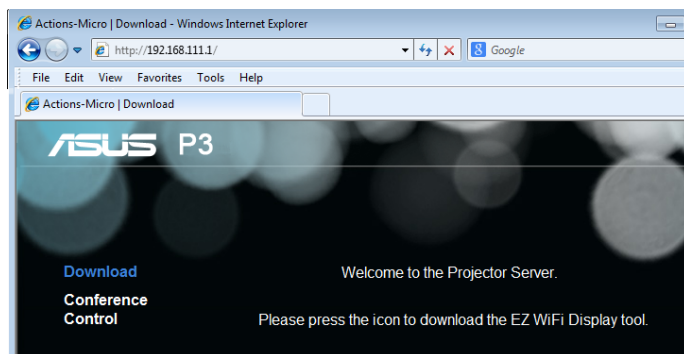 Actions-Micro | Download - Windows Internet Explorer
http://192.168.111.1/
Google
File Edit View Favorites Tools Help
Actions-Micro | Download
ASUS P3
Download
Welcome to the Projector Server.
Conference
Control
Please press the icon to download the EZ WiFi Display tool.